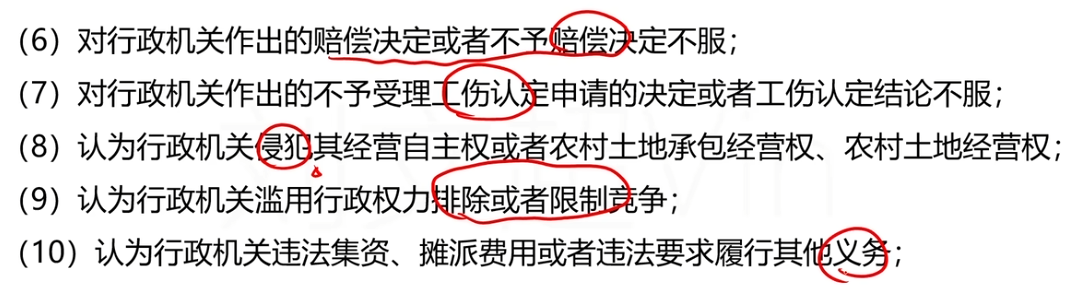 (6) 对行政机关作出的赔偿决定或者不予赔偿决定不服；
(7) 对行政机关作出的不予受理工伤认定申请的决定或者工伤认定结论不服；
(8) 认为行政机关侵犯其经营自主权或者农村土地承包经营权、农村土地经营权；
(9) 认为行政机关滥用行政权力排除或者限制竞争；
(10) 认为行政机关违法集资、摊派费用或者违法要求履行其他义务；